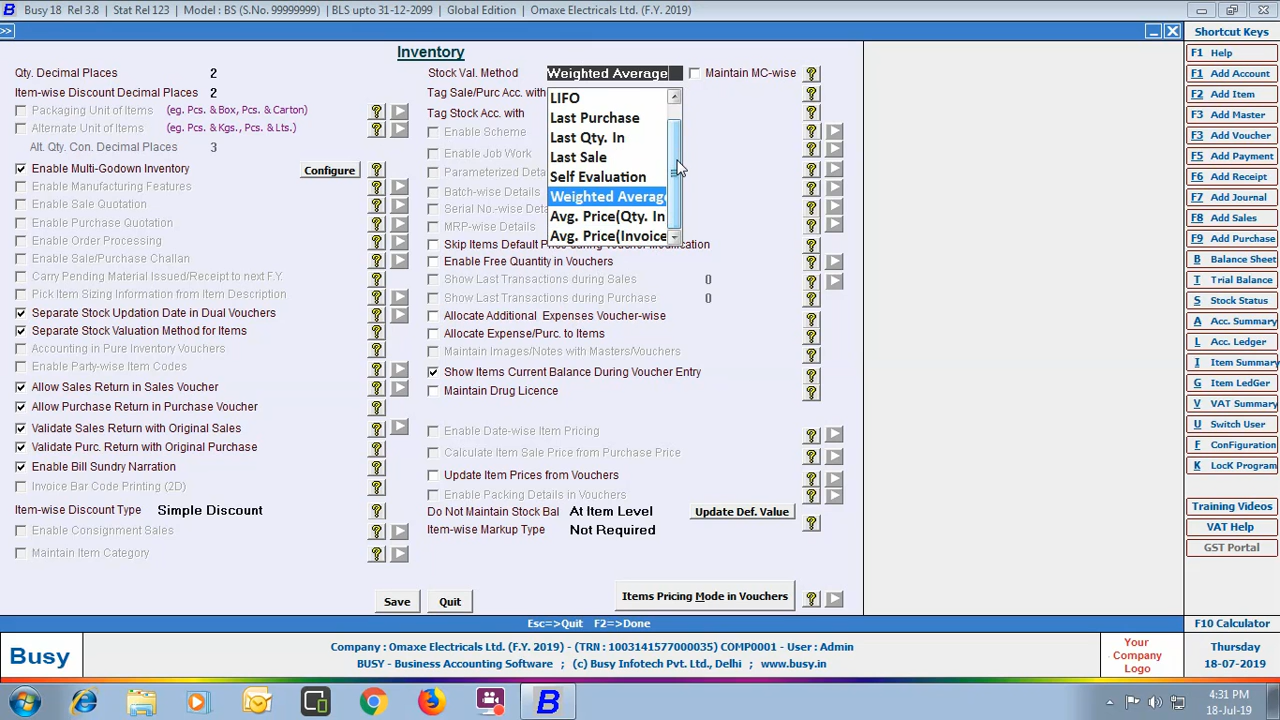 Busy 18 Rel 3.8 | Stat Rel 123 | Model : BS (S.No. 99999999) | BLS upto 31-12-2099 | Global Edition | Omaxe Electricals Ltd. (F.Y. 2019)
>>
Inventory
Qty. Decimal Places 2
Item-wise Discount Decimal Places 2
Packaging Unit of Items (eg. Pcs. & Box, Pcs. & Carton) ?
Alternate Unit of Items (eg. Pcs. & Kgs., Pcs. & Lts.) ?
Alt. Qty. Con. Decimal Places 3
Enable Multi-Godown Inventory Configure ?
Enable Manufacturing Features ?
Enable Sale Quotation ?
Enable Purchase Quotation ?
Enable Order Processing ?
Enable Sale/Purchase Challan ?
Carry Pending Material Issued/Receipt to next F.Y. ?
Pick Item Sizing Information from Item Description ?
Separate Stock Updation Date in Dual Vouchers ?
Separate Stock Valuation Method for Items ?
Accounting in Pure Inventory Vouchers ?
Enable Party-wise Item Codes ?
Allow Sales Return in Sales Voucher ?
Allow Purchase Return in Purchase Voucher ?
Validate Sales Return with Original Sales ?
Validate Purc. Return with Original Purchase ?
Enable Bill Sundry Narration ?
Invoice Bar Code Printing (2D) ?
Item-wise Discount Type Simple Discount ?
Enable Consignment Sales ?
Maintain Item Category ?
Save Quit
Stock Val. Method Weighted Average Maintain MC-wise ?
Tag Sale/Purc Acc. with ?
Tag Stock Acc. with ?
Enable Scheme ?
Enable Job Work ?
Parameterized Deta ?
Batch-wise Details ?
Serial No.-wise Deta ?
MRP-wise Details ?
LIFO
Last Purchase
Last Qty. In
Last Sale
Self Evaluation
Weighted Average
Avg. Price(Qty. In
Avg. Price(Invoice
Skip Items Default Price during Voucher Modification ?
Enable Free Quantity in Vouchers ?
Show Last Transactions during Sales 0 ?
Show Last Transactions during Purchase 0 ?
Allocate Additional Expenses Voucher-wise ?
Allocate Expense/Purc. to Items ?
Maintain Images/Notes with Masters/Vouchers ?
Show Items Current Balance During Voucher Entry ?
Maintain Drug Licence ?
Enable Date-wise Item Pricing ?
Calculate Item Sale Price from Purchase Price ?
Update Item Prices from Vouchers ?
Enable Packing Details in Vouchers ?
Do Not Maintain Stock Bal At Item Level Update Def. Value
Item-wise Markup Type Not Required ?
Items Pricing Mode in Vouchers ?
Shortcut Keys
F1 Help
F1 Add Account
F2 Add Item
F3 Add Master
F3 Add Voucher
F5 Add Payment
F6 Add Receipt
F7 Add Journal
F8 Add Sales
F9 Add Purchase
B Balance Sheet
T Trial Balance
S Stock Status
A Acc. Summary
L Acc. Ledger
I Item Summary
G Item LedGer
V VAT Summary
U Switch User
F Configuration
K LocK Program
Training Videos
VAT Help
GST Portal
Esc=>Quit F2=>Done
F10 Calculator
Busy
Company : Omaxe Electricals Ltd. (F.Y. 2019) - (TRN : 1003141577000035) COMP0001 - User : Admin
BUSY - Business Accounting Software ; (c) Busy Infotech Pvt. Ltd., Delhi ; www.busy.in
Your
Company
Logo
Thursday
18-07-2019
B
4:31 PM
18-Jul-19